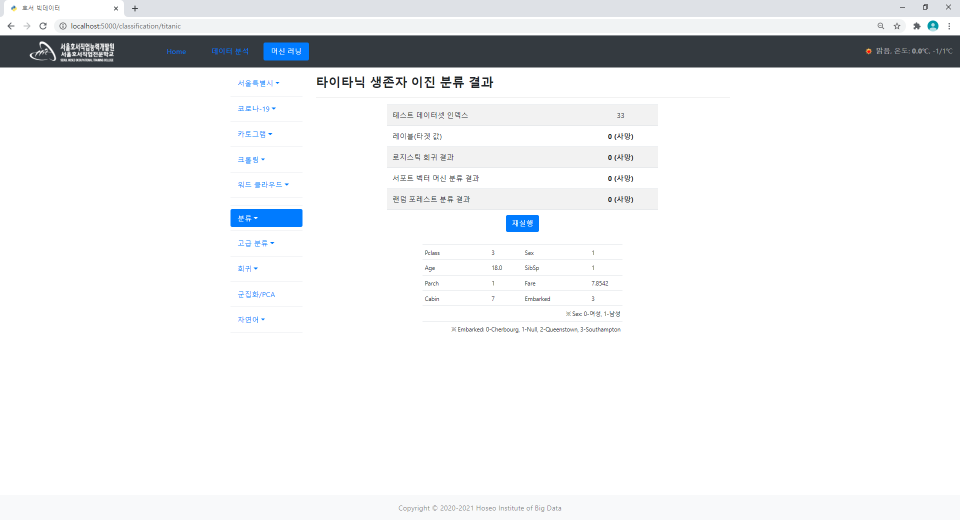 호서 빅데이터
localhost:5000/classification/titanic
서울호서직업능력개발원
서울호서직업전문학교
Home
데이터 분석
머신 러닝
맑음, 온도: 0.0℃, -1/1℃
서울특별시
코로나-19
카토그램
크롤링
워드 클라우드
분류
고급 분류
회귀
군집화/PCA
자연어
타이타닉 생존자 이진 분류 결과
테스트 데이터셋 인덱스 33
레이블(타겟 값) 0 (사망)
로지스틱 회귀 결과 0 (사망)
서포트 벡터 머신 분류 결과 0 (사망)
랜덤 포레스트 분류 결과 0 (사망)
재실행
Pclass 3 Sex 1
Age 18.0 SibSp 1
Parch 1 Fare 7.8542
Cabin 7 Embarked 3
※ Sex: 0-여성, 1-남성
※ Embarked: 0-Cherbourg, 1-Null, 2-Queenstown, 3-Southampton
Copyright © 2020-2021 Hoseo Institute of Big Data